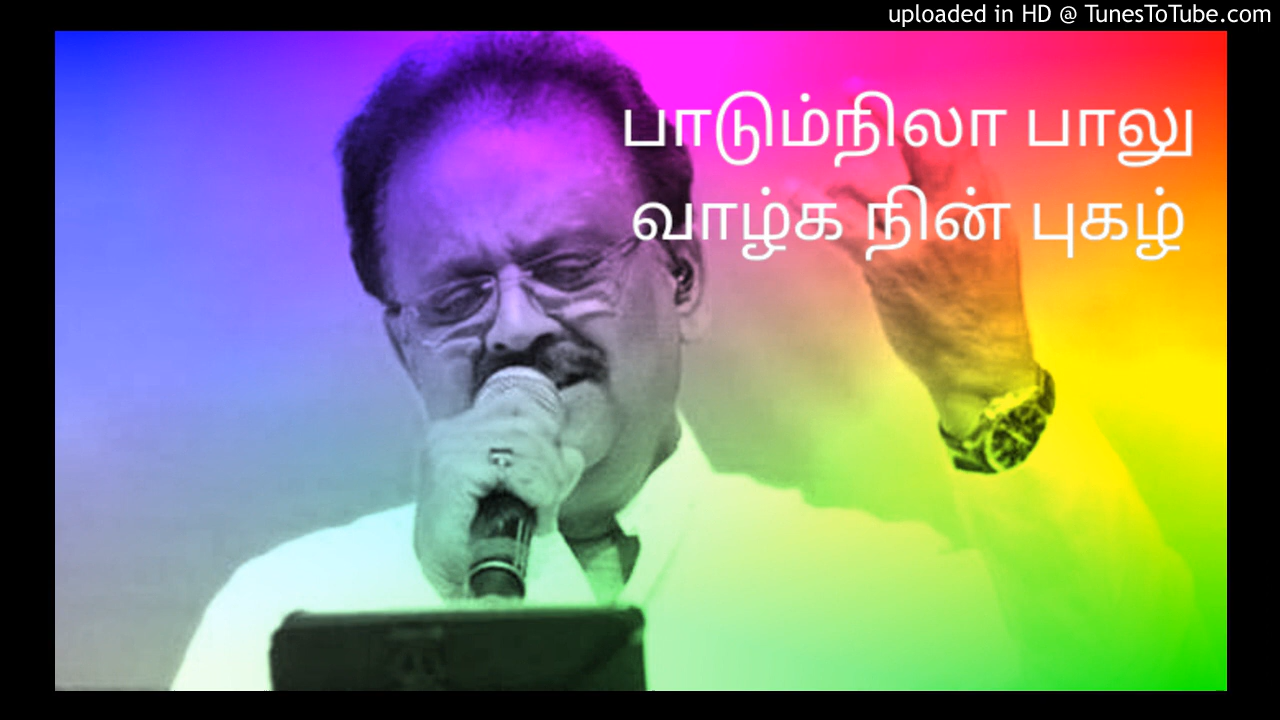 uploaded in HD @ TunesToTube.com
பாடும்நிலா பாலு
வாழ்க நின் புகழ்